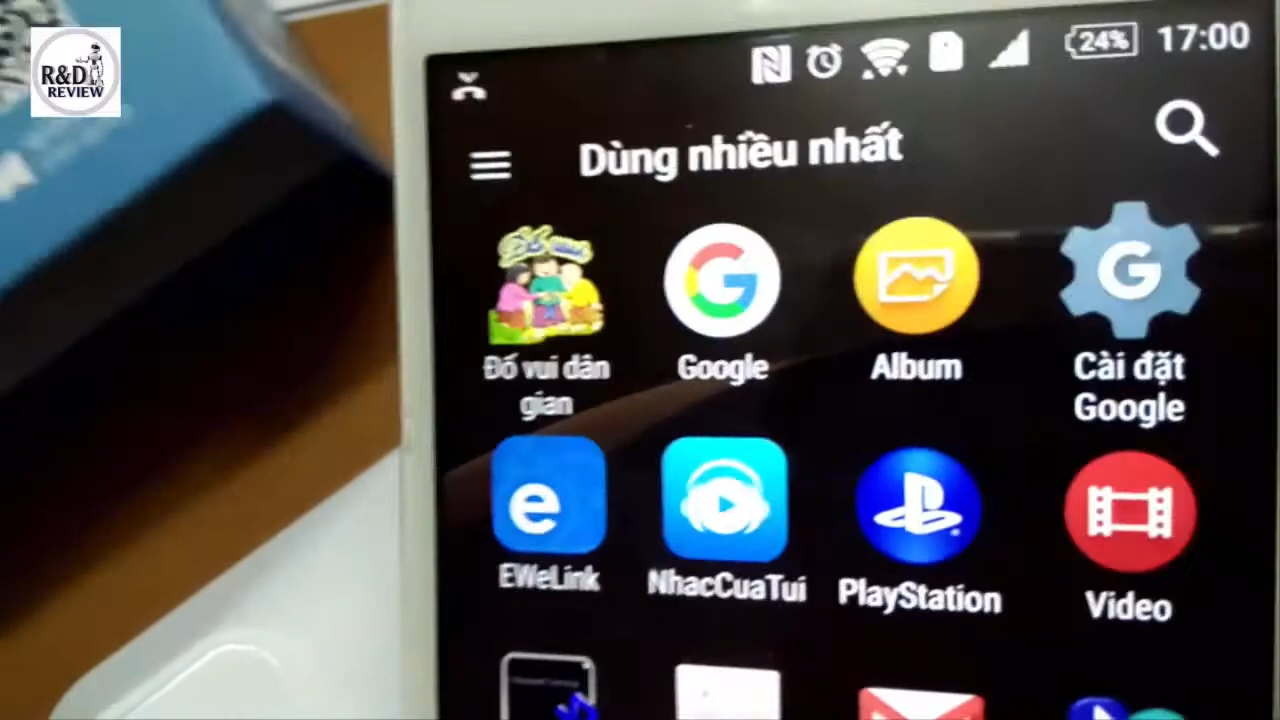 R&D
REVIEW
24% 17:00
Dùng nhiều nhất
Đố vui dân
gian
Google
Album
Cài đặt
Google
EWeLink
NhacCuaTui
PlayStation
Video